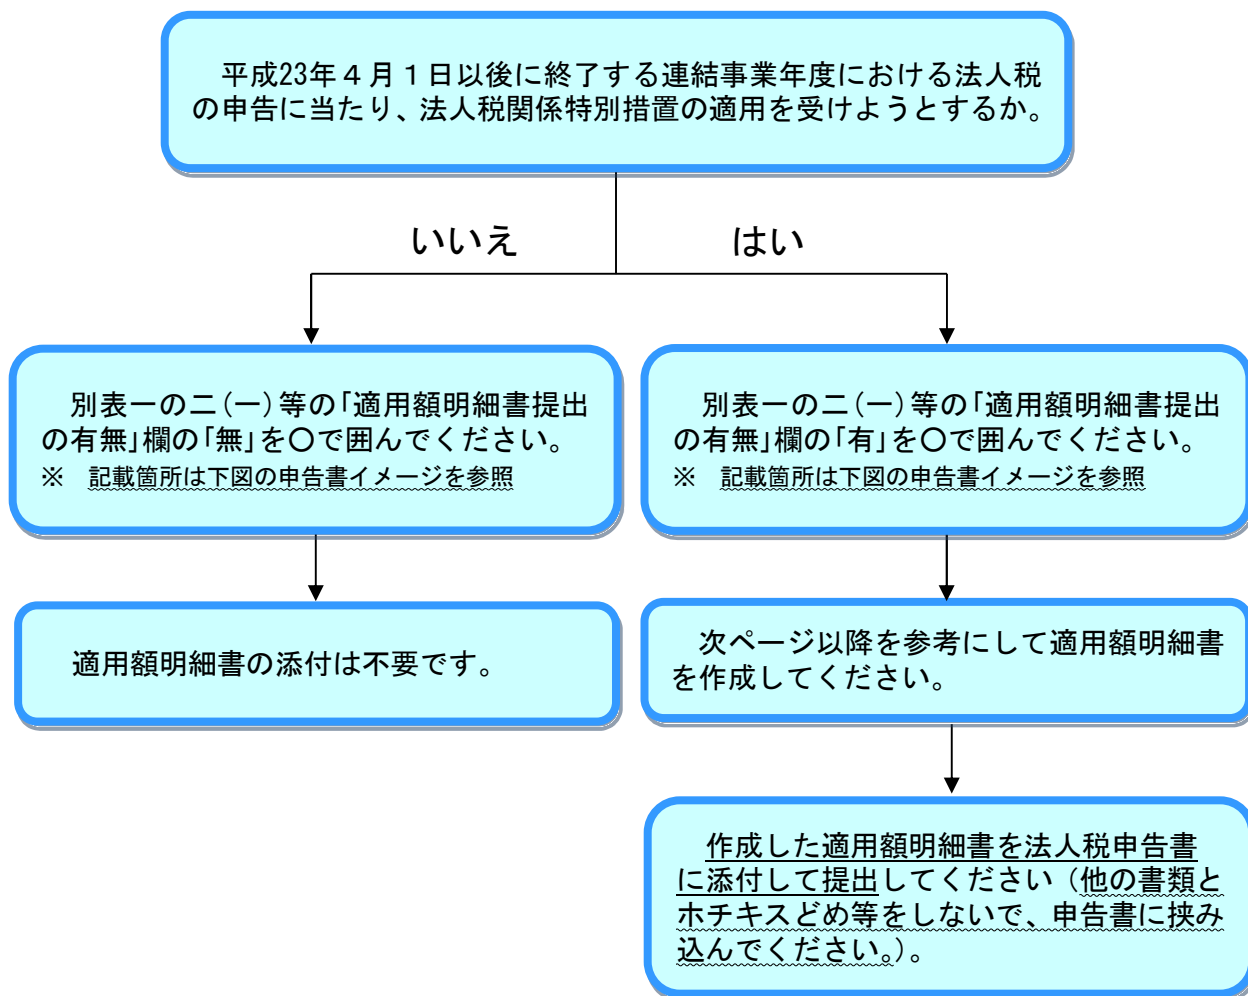 平成23年４月１日以後に終了する連結事業年度における法人税
の申告に当たり、法人税関係特別措置の適用を受けようとするか。
いいえ
はい
別表一の二(一)等の｢適用額明細書提出
の有無｣欄の｢無｣を○で囲んでください。
※　記載箇所は下図の申告書イメージを参照
別表一の二(一)等の｢適用額明細書提出
の有無｣欄の｢有｣を○で囲んでください。
※　記載箇所は下図の申告書イメージを参照
適用額明細書の添付は不要です。
次ページ以降を参考にして適用額明細書
を作成してください。
作成した適用額明細書を法人税申告書
に添付して提出してください（他の書類と
ホチキスどめ等をしないで、申告書に挟み
込んでください。）。